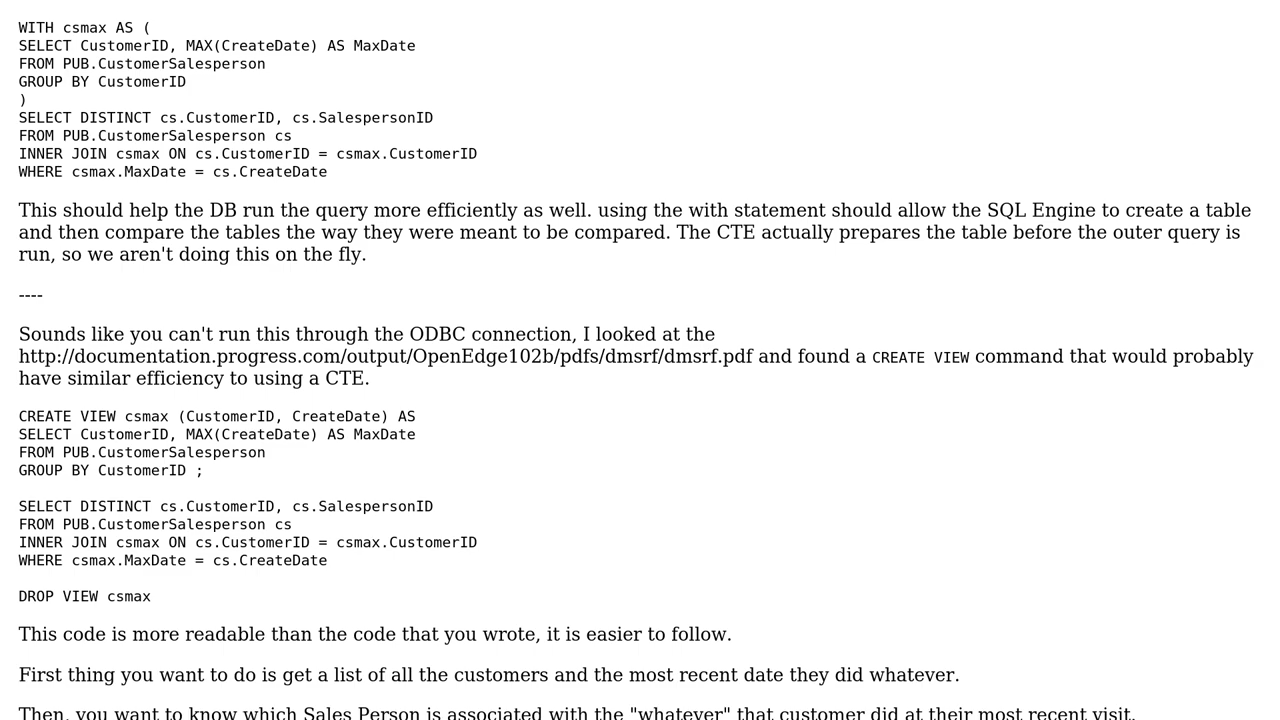 WITH csmax AS (
SELECT CustomerID, MAX(CreateDate) AS MaxDate
FROM PUB.CustomerSalesperson
GROUP BY CustomerID
)
SELECT DISTINCT cs.CustomerID, cs.SalespersonID
FROM PUB.CustomerSalesperson cs
INNER JOIN csmax ON cs.CustomerID = csmax.CustomerID
WHERE csmax.MaxDate = cs.CreateDate
This should help the DB run the query more efficiently as well. using the with statement should allow the SQL Engine to create a table
and then compare the tables the way they were meant to be compared. The CTE actually prepares the table before the outer query is
run, so we aren't doing this on the fly.
----
Sounds like you can't run this through the ODBC connection, I looked at the
http://documentation.progress.com/output/OpenEdge102b/pdfs/dmsrf/dmsrf.pdf and found a CREATE VIEW command that would probably
have similar efficiency to using a CTE.
CREATE VIEW csmax (CustomerID, CreateDate) AS
SELECT CustomerID, MAX(CreateDate) AS MaxDate
FROM PUB.CustomerSalesperson
GROUP BY CustomerID ;
SELECT DISTINCT cs.CustomerID, cs.SalespersonID
FROM PUB.CustomerSalesperson cs
INNER JOIN csmax ON cs.CustomerID = csmax.CustomerID
WHERE csmax.MaxDate = cs.CreateDate
DROP VIEW csmax
This code is more readable than the code that you wrote, it is easier to follow.
First thing you want to do is get a list of all the customers and the most recent date they did whatever.
Then, you want to know which Sales Person is associated with the "whatever" that customer did at their most recent visit.